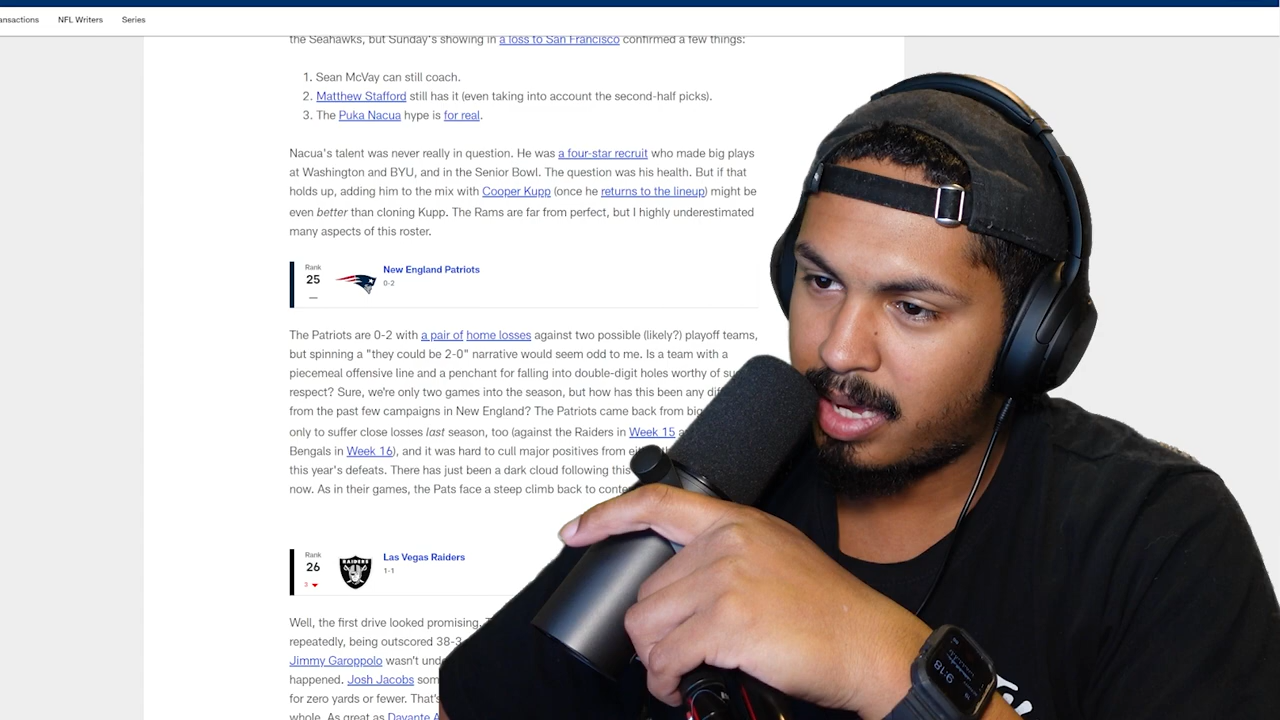 ansactions NFL Writers Series
the Seahawks, but Sunday's showing in a loss to San Francisco confirmed a few things:
1. Sean McVay can still coach.
2. Matthew Stafford still has it (even taking into account the second-half picks).
3. The Puka Nacua hype is for real.
Nacua's talent was never really in question. He was a four-star recruit who made big plays
at Washington and BYU, and in the Senior Bowl. The question was his health. But if that
holds up, adding him to the mix with Cooper Kupp (once he returns to the lineup) might be
even better than cloning Kupp. The Rams are far from perfect, but I highly underestimated
many aspects of this roster.
Rank
25
New England Patriots
0-2
The Patriots are 0-2 with a pair of home losses against two possible (likely?) playoff teams,
but spinning a "they could be 2-0" narrative would seem odd to me. Is a team with a
piecemeal offensive line and a penchant for falling into double-digit holes worthy of
respect? Sure, we're only two games into the season, but how has this been any
from the past few campaigns in New England? The Patriots came back from
only to suffer close losses last season, too (against the Raiders in Week 15
Bengals in Week 16), and it was hard to cull major positives from
this year's defeats. There has just been a dark cloud following this
now. As in their games, the Pats face a steep climb back to
Rank
26
3
RAIDERS
Las Vegas Raiders
1-1
Well, the first drive looked promising.
repeatedly, being outscored 38-3
Jimmy Garoppolo wasn't
happened. Josh Jacobs
for zero yards or fewer. That's
whole. As great as Davante
9:18